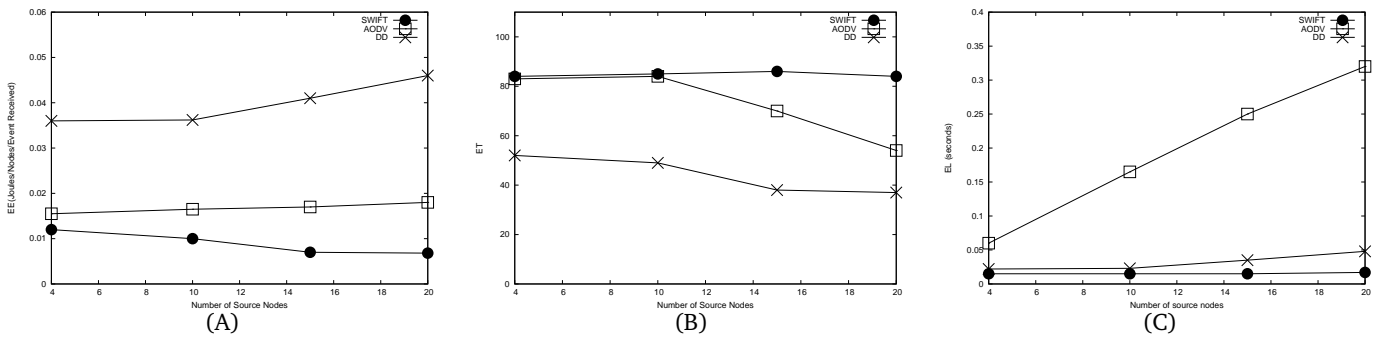 0.06
0.05
0.04
0.03
0.02
0.01
0
4
6
8
10
12
14
16
18
20
EE(Joules/Nodes/Event Received)
Number of Source Nodes
SWIFT
AODV
DD
(A)
100
80
60
40
20
0
4
6
8
10
12
14
16
18
20
ET
Number of Source Nodes
SWIFT
AODV
DD
(B)
0.4
0.35
0.3
0.25
0.2
0.15
0.1
0.05
0
4
6
8
10
12
14
16
18
20
EL (seconds)
Number of source nodes
SWIFT
AODV
DD
(C)